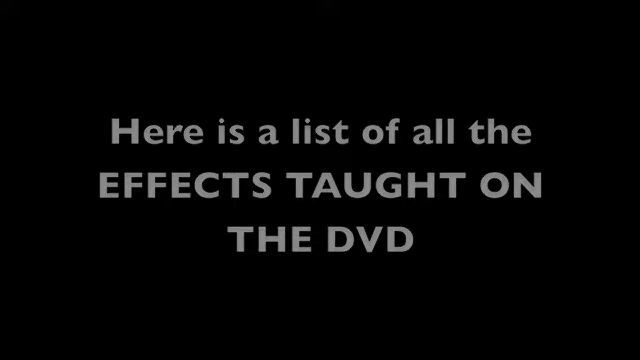 Here is a list of all the
EFFECTS TAUGHT ON
THE DVD